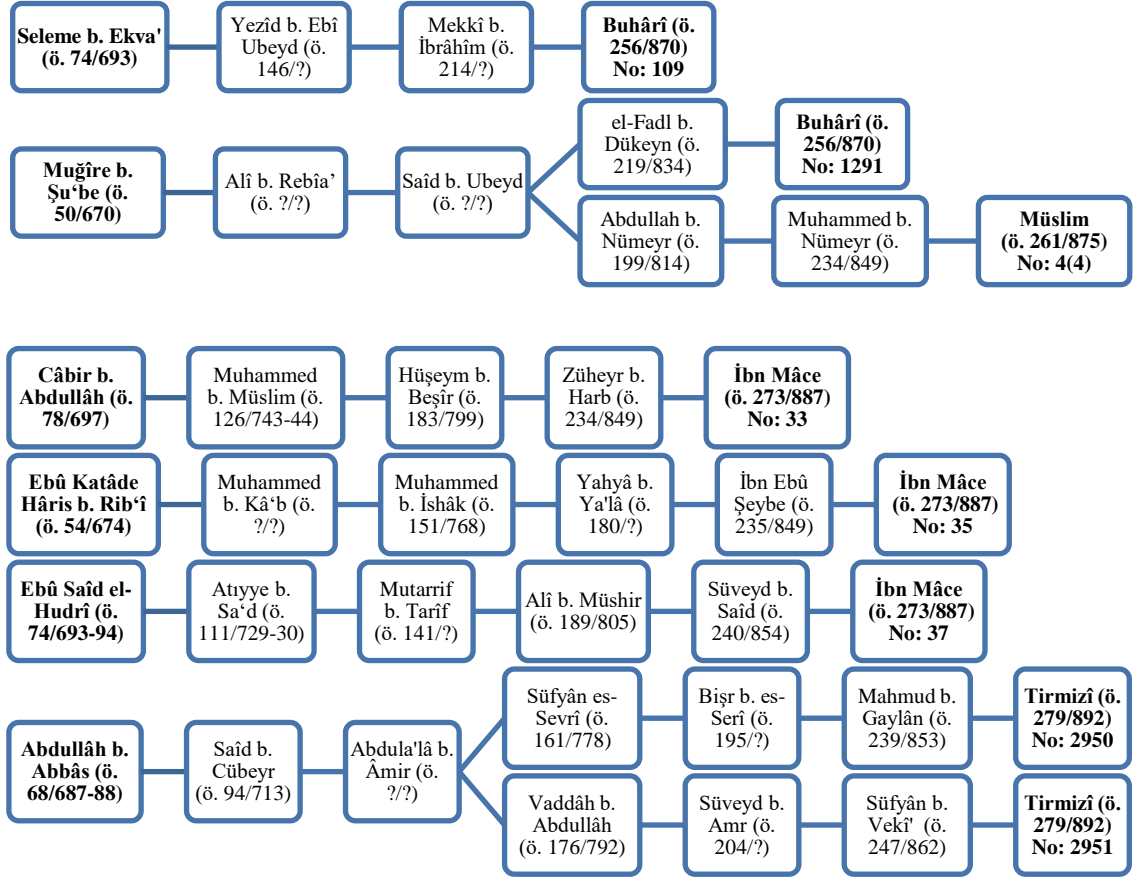 Seleme b. Ekva'
(ö. 74/693)
Yezîd b. Ebî
Ubeyd (ö.
146/?)
Mekkî b.
İbrâhîm (ö.
214/?)
Buhârî (ö.
256/870)
No: 109
Muğîre b.
Şu‘be (ö.
50/670)
Alî b. Rebîa’
(ö. ?/?)
Saîd b. Ubeyd
(ö. ?/?)
el-Fadl b.
Dükeyn (ö.
219/834)
Buhârî (ö.
256/870)
No: 1291
Abdullah b.
Nümeyr (ö.
199/814)
Muhammed b.
Nümeyr (ö.
234/849)
Müslim
(ö. 261/875)
No: 4(4)
Câbir b.
Abdullâh (ö.
78/697)
Muhammed
b. Müslim (ö.
126/743-44)
Hüşeym b.
Beşîr (ö.
183/799)
Züheyr b.
Harb (ö.
234/849)
İbn Mâce
(ö. 273/887)
No: 33
Ebû Katâde
Hâris b. Rib‘î
(ö. 54/674)
Muhammed
b. Kâ‘b (ö.
?/?)
Muhammed
b. İshâk (ö.
151/768)
Yahyâ b.
Ya'lâ (ö.
180/?)
İbn Ebû
Şeybe (ö.
235/849)
İbn Mâce
(ö. 273/887)
No: 35
Ebû Saîd el-
Hudrî (ö.
74/693-94)
Atıyye b.
Sa‘d (ö.
111/729-30)
Mutarrif
b. Tarîf
(ö. 141/?)
Alî b. Müshir
(ö. 189/805)
Süveyd b.
Saîd (ö.
240/854)
İbn Mâce
(ö. 273/887)
No: 37
Abdullâh b.
Abbâs (ö.
68/687-88)
Saîd b.
Cübeyr
(ö. 94/713)
Abdula'lâ b.
Âmir (ö.
?/?)
Süfyân es-
Sevrî (ö.
161/778)
Bişr b. es-
Serî (ö.
195/?)
Mahmud b.
Gaylân (ö.
239/853)
Tirmizî (ö.
279/892)
No: 2950
Vaddâh b.
Abdullâh
(ö. 176/792)
Süveyd b.
Amr (ö.
204/?)
Süfyân b.
Vekî' (ö.
247/862)
Tirmizî (ö.
279/892)
No: 2951